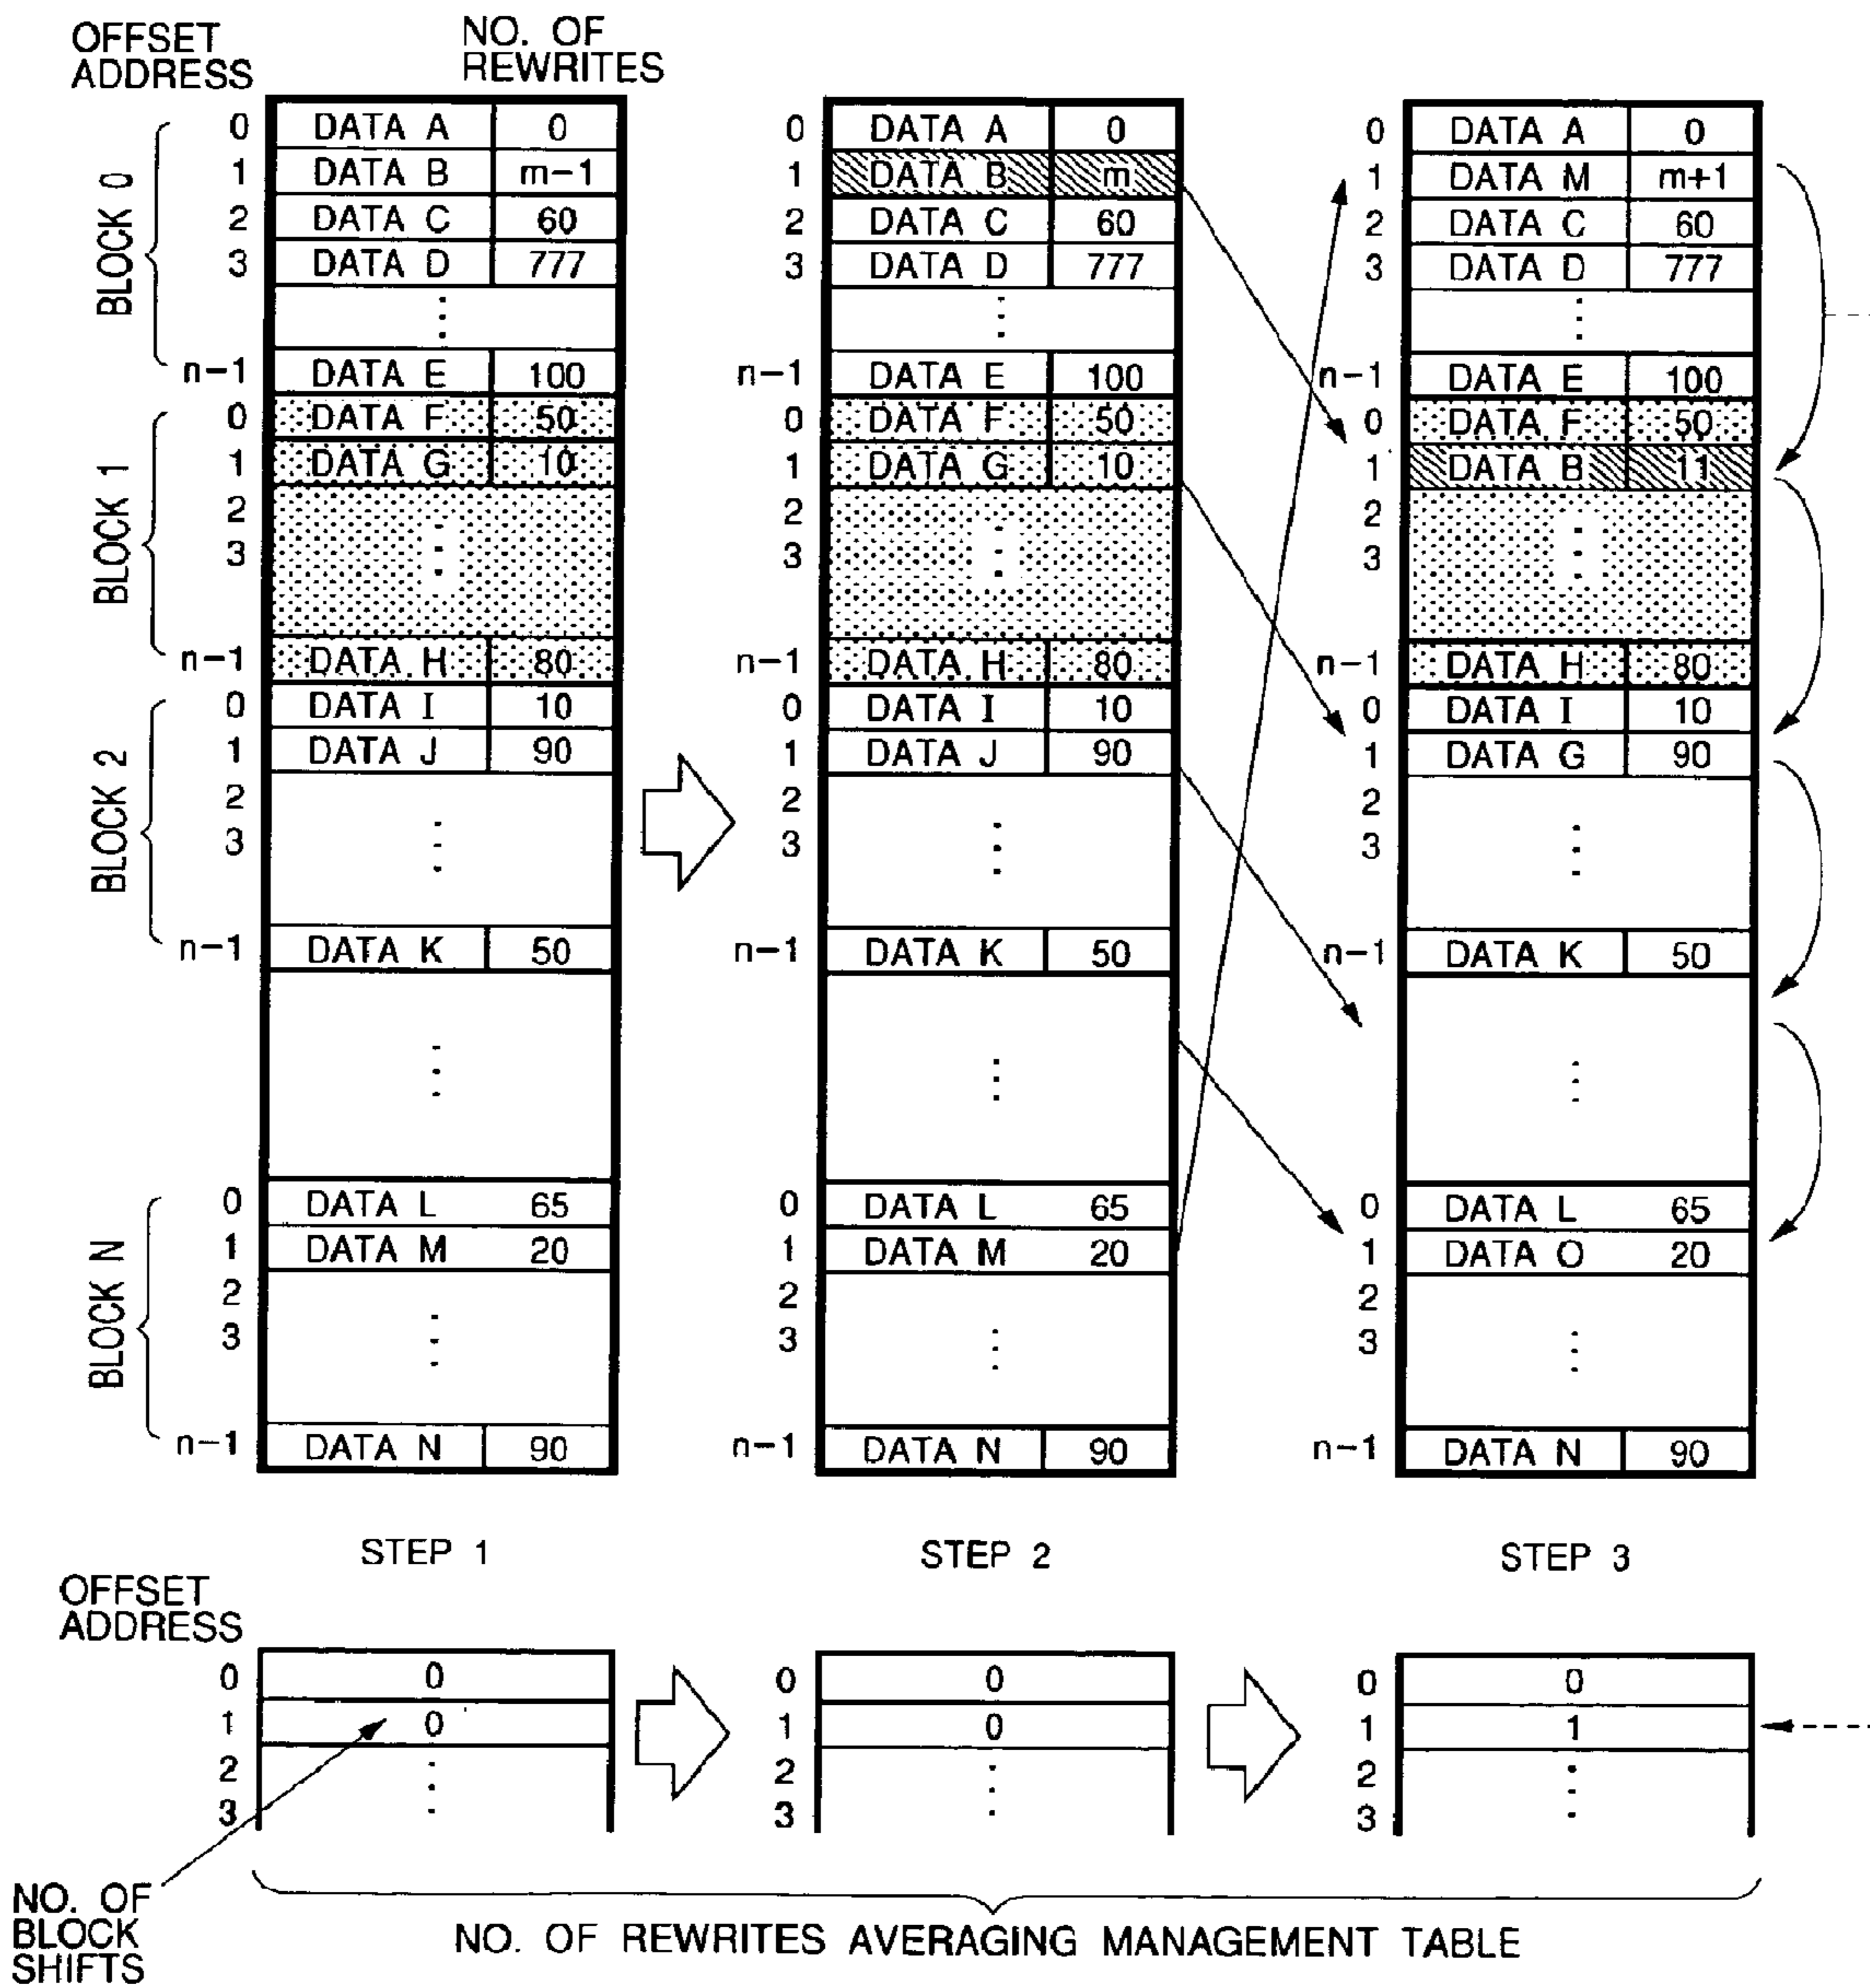 OFFSET
ADDRESS
NO. OF
REWRITES
BLOCK 0
0 DATA A 0
1 DATA B m-1
2 DATA C 60
3 DATA D 777
n-1 DATA E 100
BLOCK 1
0 DATA F 50
1 DATA G 10
2
3
n-1 DATA H 80
BLOCK 2
0 DATA I 10
1 DATA J 90
2
3
n-1 DATA K 50
BLOCK N
0 DATA L 65
1 DATA M 20
2
3
n-1 DATA N 90
STEP 1
0 DATA A 0
1 DATA B m
2 DATA C 60
3 DATA D 777
n-1 DATA E 100
0 DATA F 50
1 DATA G 10
2
3
n-1 DATA H 80
0 DATA I 10
1 DATA J 90
2
3
n-1 DATA K 50
0 DATA L 65
1 DATA M 20
2
3
n-1 DATA N 90
STEP 2
0 DATA A 0
1 DATA M m+1
2 DATA C 60
3 DATA D 777
n-1 DATA E 100
0 DATA F 50
1 DATA B 11
2
3
n-1 DATA H 80
0 DATA I 10
1 DATA G 90
2
3
n-1 DATA K 50
0 DATA L 65
1 DATA O 20
2
3
n-1 DATA N 90
STEP 3
OFFSET
ADDRESS
0 0
1 0
2
3
0 0
1 0
2
3
0 0
1 1
2
3
NO. OF
BLOCK
SHIFTS
NO. OF REWRITES AVERAGING MANAGEMENT TABLE